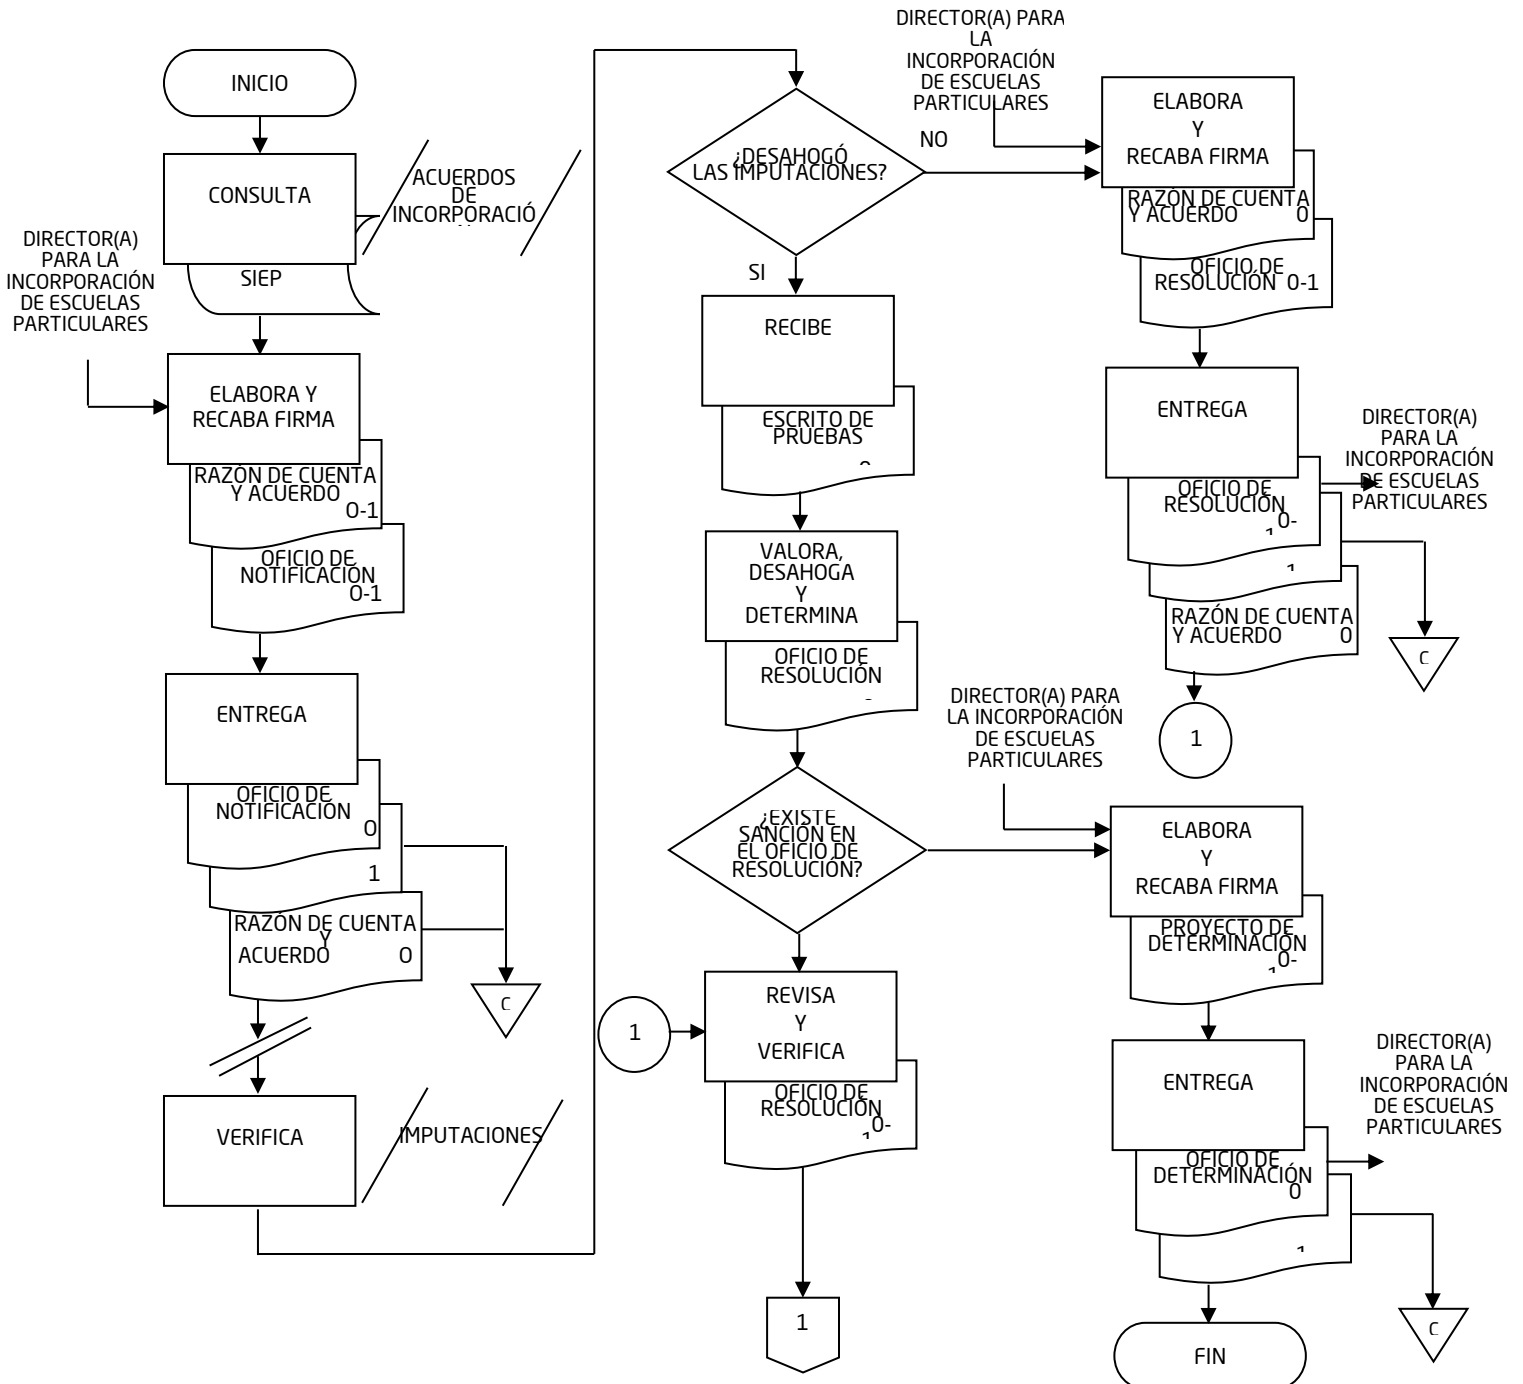 INICIO
CONSULTA
ACUERDOS
DE
INCORPORACIÓ
SIEP
DIRECTOR(A)
PARA LA
INCORPORACIÓN
DE ESCUELAS
PARTICULARES
ELABORA Y
RECABA FIRMA
RAZÓN DE CUENTA
Y ACUERDO
0-1
OFICIO DE
NOTIFICACIÓN
0-1
ENTREGA
OFICIO DE
NOTIFICACIÓN
0
1
RAZÓN DE CUENTA
Y
ACUERDO 0
C
VERIFICA
IMPUTACIONES
¿DESAHOGÓ
LAS IMPUTACIONES?
NO
SI
RECIBE
ESCRITO DE
PRUEBAS
VALORA,
DESAHOGA
Y
DETERMINA
OFICIO DE
RESOLUCIÓN
¿EXISTE
SANCIÓN EN
EL OFICIO DE
RESOLUCIÓN?
1
REVISA
Y
VERIFICA
OFICIO DE
RESOLUCIÓN
0-
1
DIRECTOR(A) PARA
LA
INCORPORACIÓN
DE ESCUELAS
PARTICULARES
ELABORA
Y
RECABA FIRMA
RAZÓN DE CUENTA
Y ACUERDO 0
OFICIO DE
RESOLUCIÓN 0-1
ENTREGA
DIRECTOR(A)
PARA LA
INCORPORACIÓN
DE ESCUELAS
PARTICULARES
OFICIO DE
RESOLUCIÓN
0-
RAZÓN DE CUENTA
Y ACUERDO 0
C
1
DIRECTOR(A) PARA
LA INCORPORACIÓN
DE ESCUELAS
PARTICULARES
ELABORA
Y
RECABA FIRMA
PROYECTO DE
DETERMINACIÓN
0-
ENTREGA
DIRECTOR(A)
PARA LA
INCORPORACIÓN
DE ESCUELAS
PARTICULARES
OFICIO DE
DETERMINACIÓN
0
C
FIN